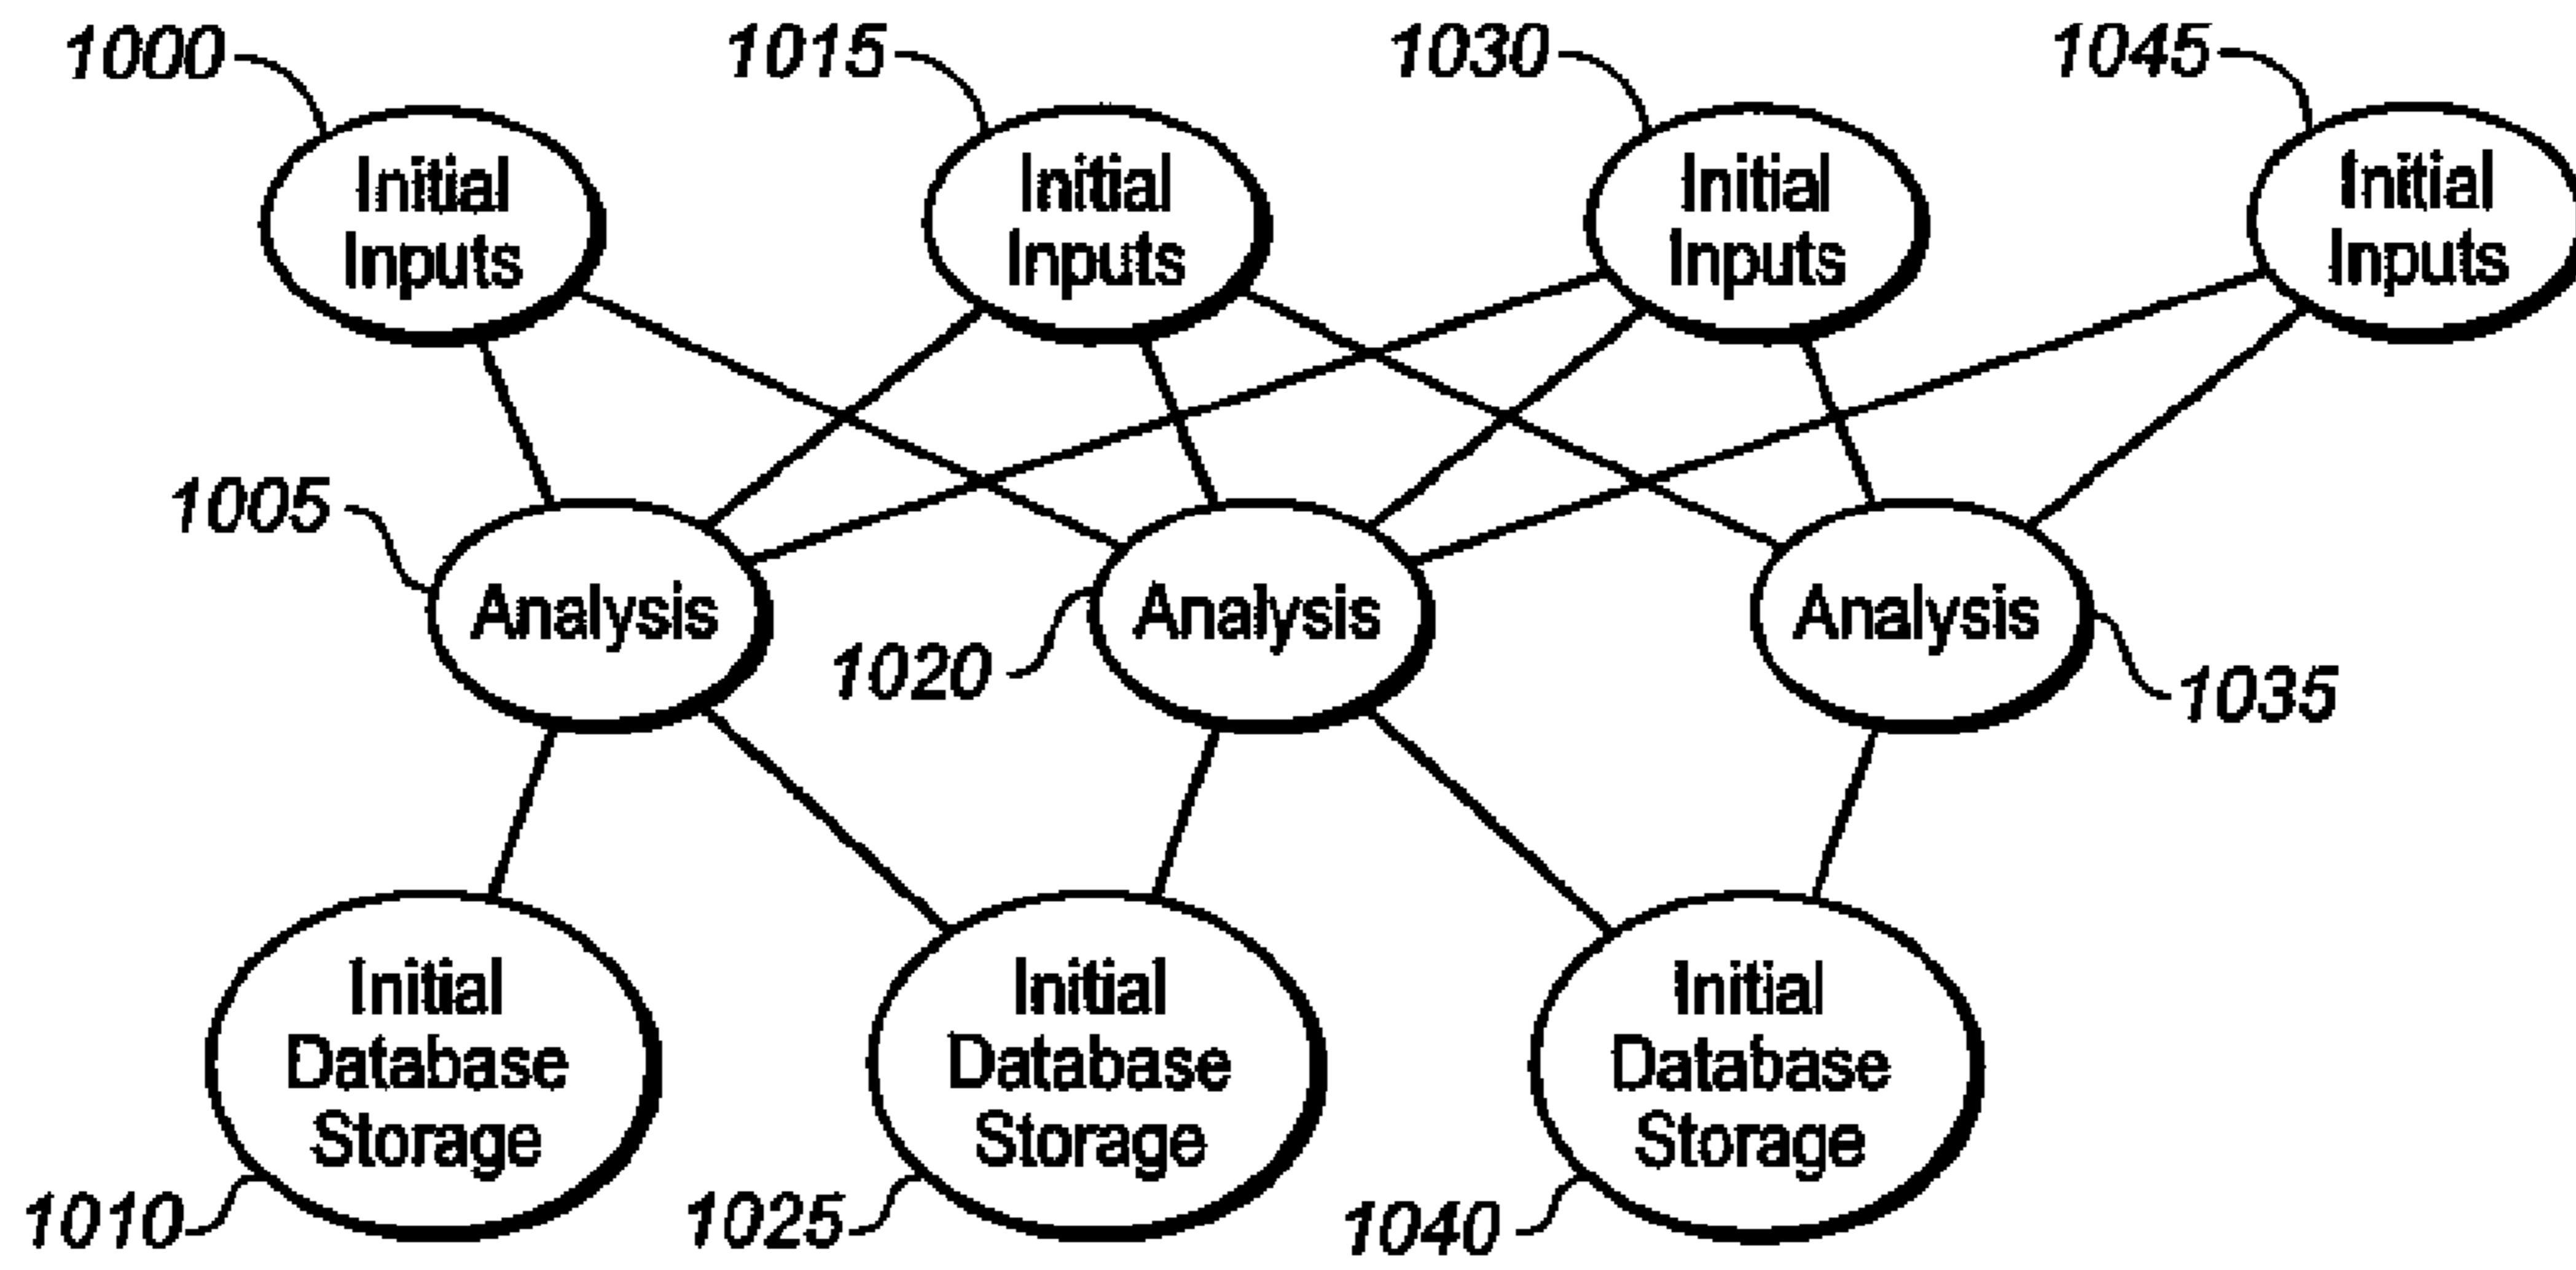 1000
1015
1030
1045
Initial
Inputs
Initial
Inputs
Initial
Inputs
Initial
Inputs
1005
Analysis
1020
Analysis
Analysis
1035
Initial
Database
Storage
Initial
Database
Storage
Initial
Database
Storage
1010
1025
1040